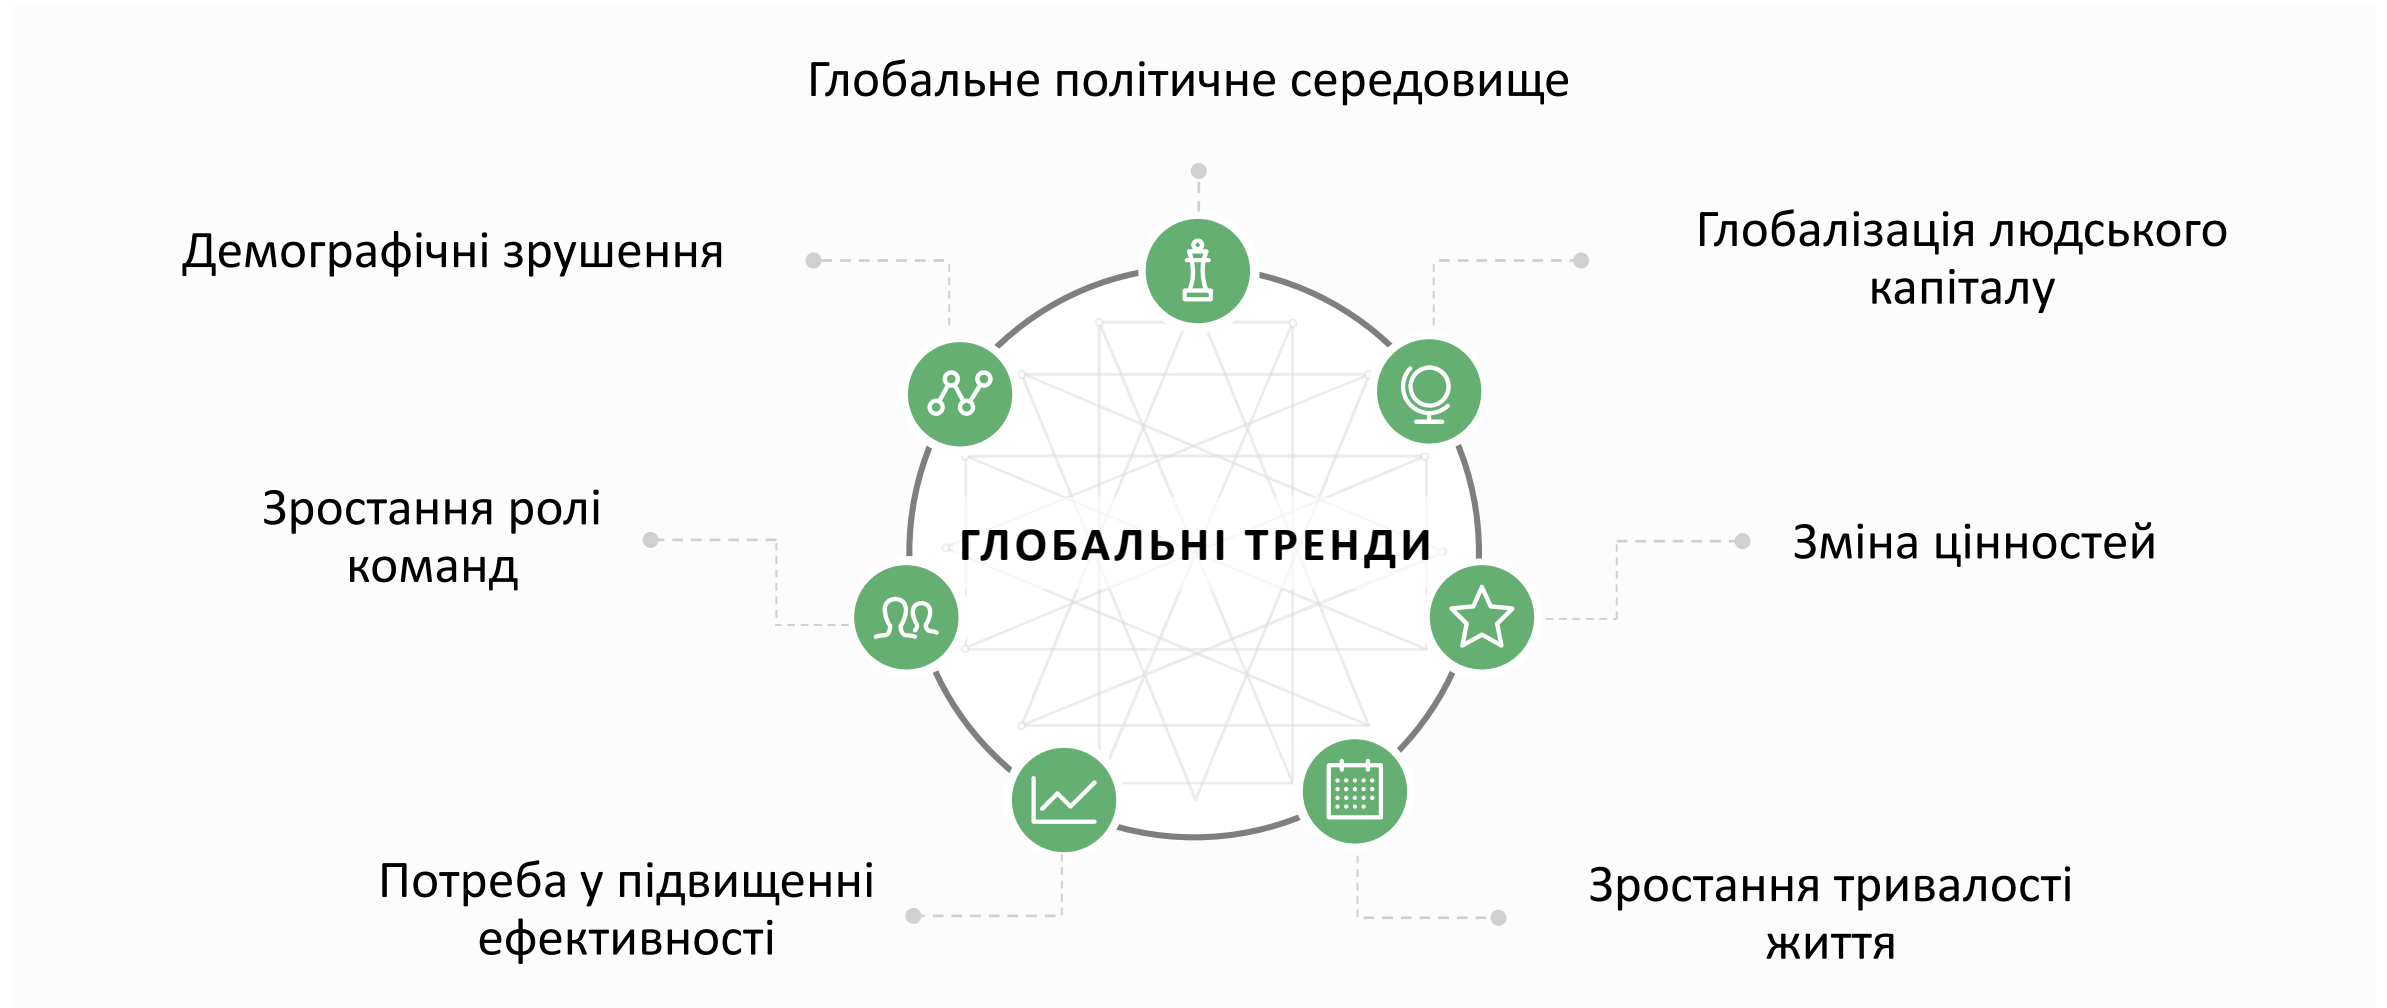 Глобальне політичне середовище
Демографічні зрушення
Глобалізація людського
капіталу
Зростання ролі
команд
ГЛОБАЛЬНІ ТРЕНДИ
Зміна цінностей
Потреба у підвищенні
ефективності
Зростання тривалості
життя